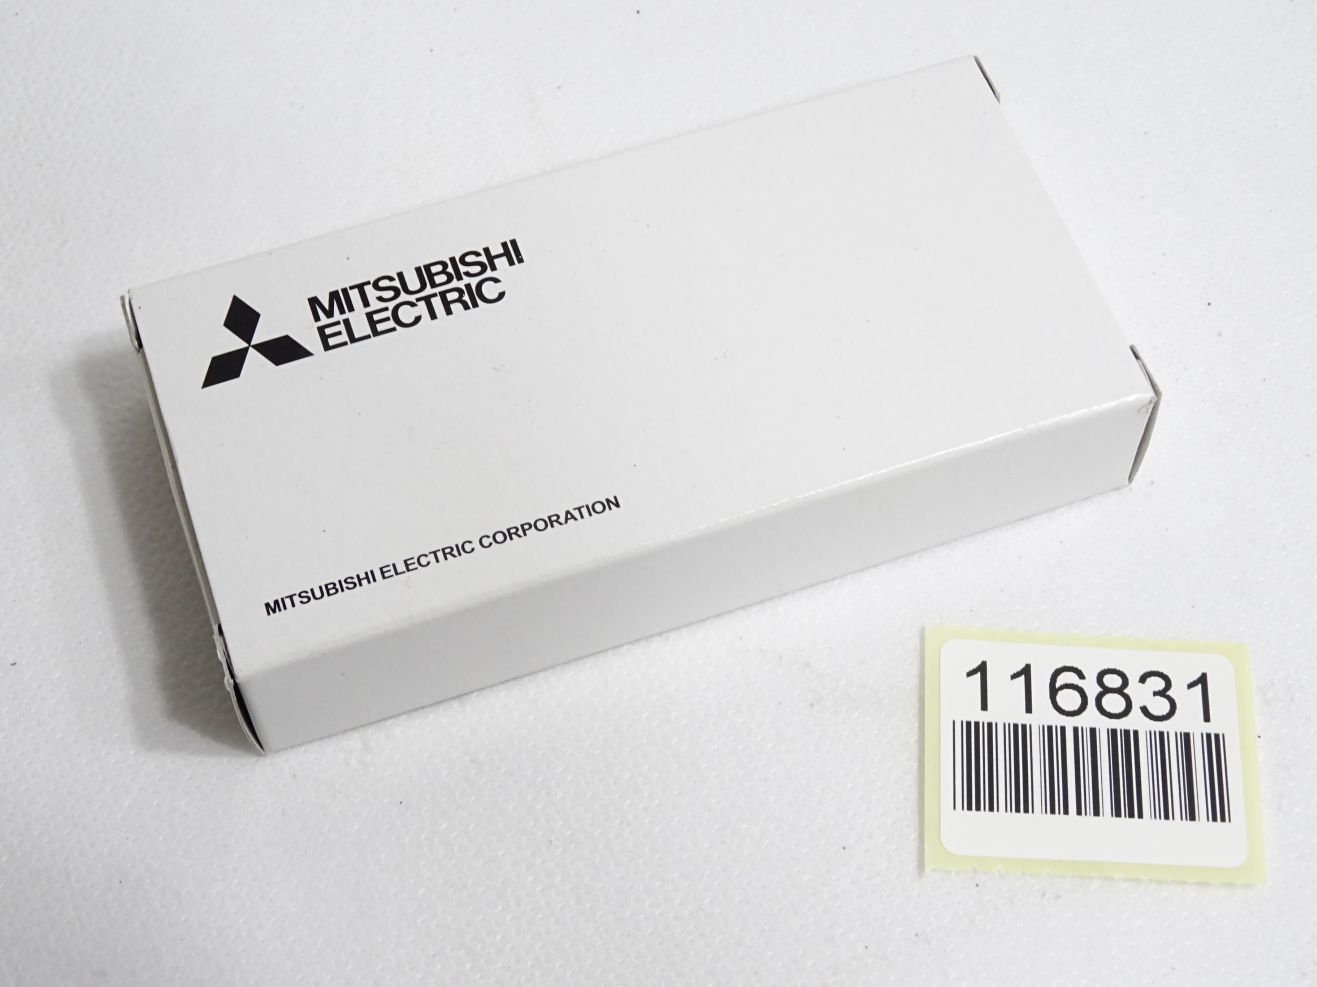 MITSUBISHI
ELECTRIC
MITSUBISHI ELECTRIC CORPORATION
116831